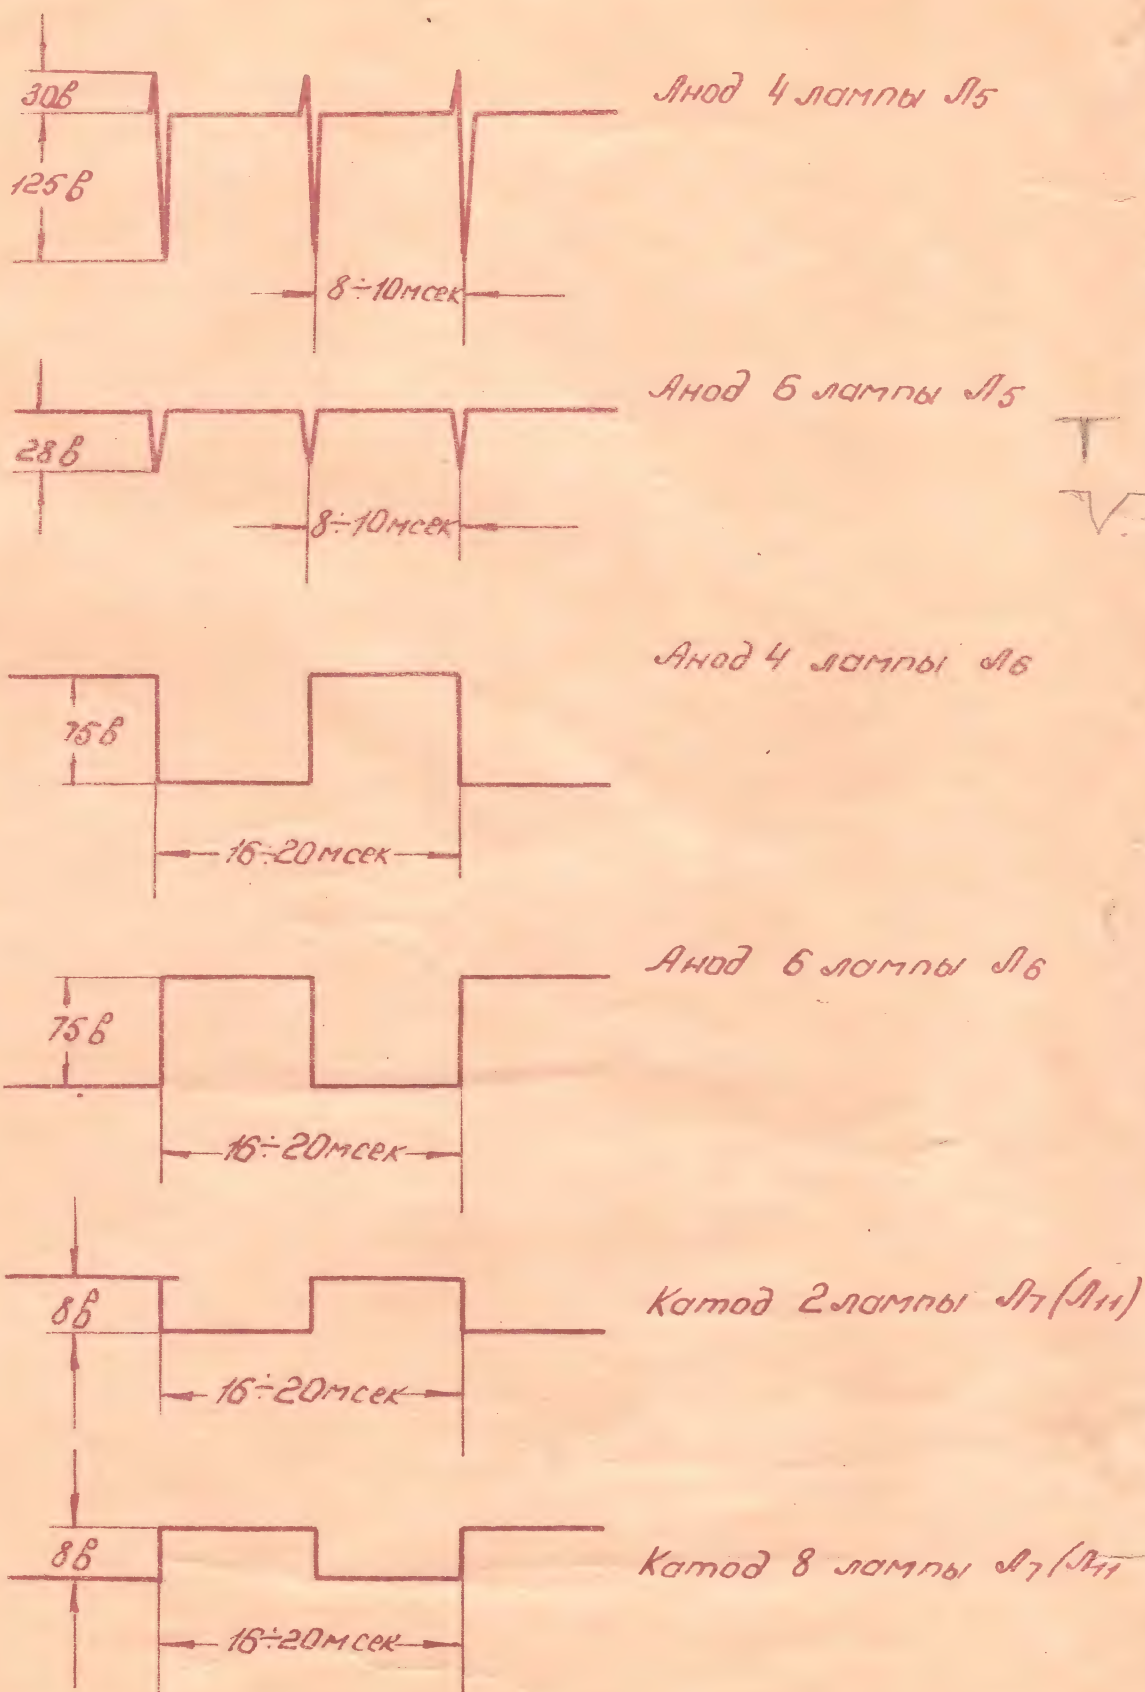 30в
Анод 4 лампы Л5
125в
8÷10мсек
Анод 6 лампы Л5
28в
8÷10мсек
Анод 4 лампы Л6
75в
16÷20мсек
Анод 6 лампы Л6
75в
16÷20мсек
8в
Катод 2 лампы Л7(Л11)
16÷20мсек
8в
Катод 8 лампы Л7(Л11
16÷20мсек